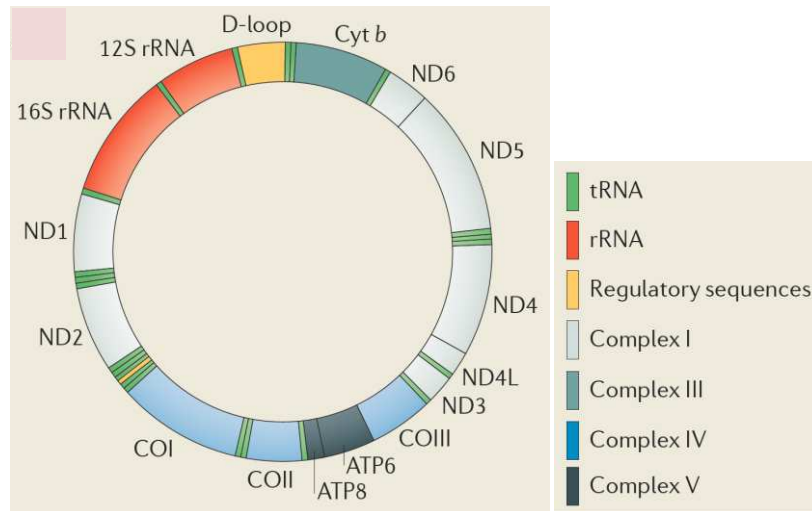 D-loop
Cyt b
ND6
ND5
ND4
ND4L
ND3
COIII
ATP6
ATP8
COII
COI
ND2
ND1
16S rRNA
12S rRNA
tRNA
rRNA
Regulatory sequences
Complex I
Complex III
Complex IV
Complex V